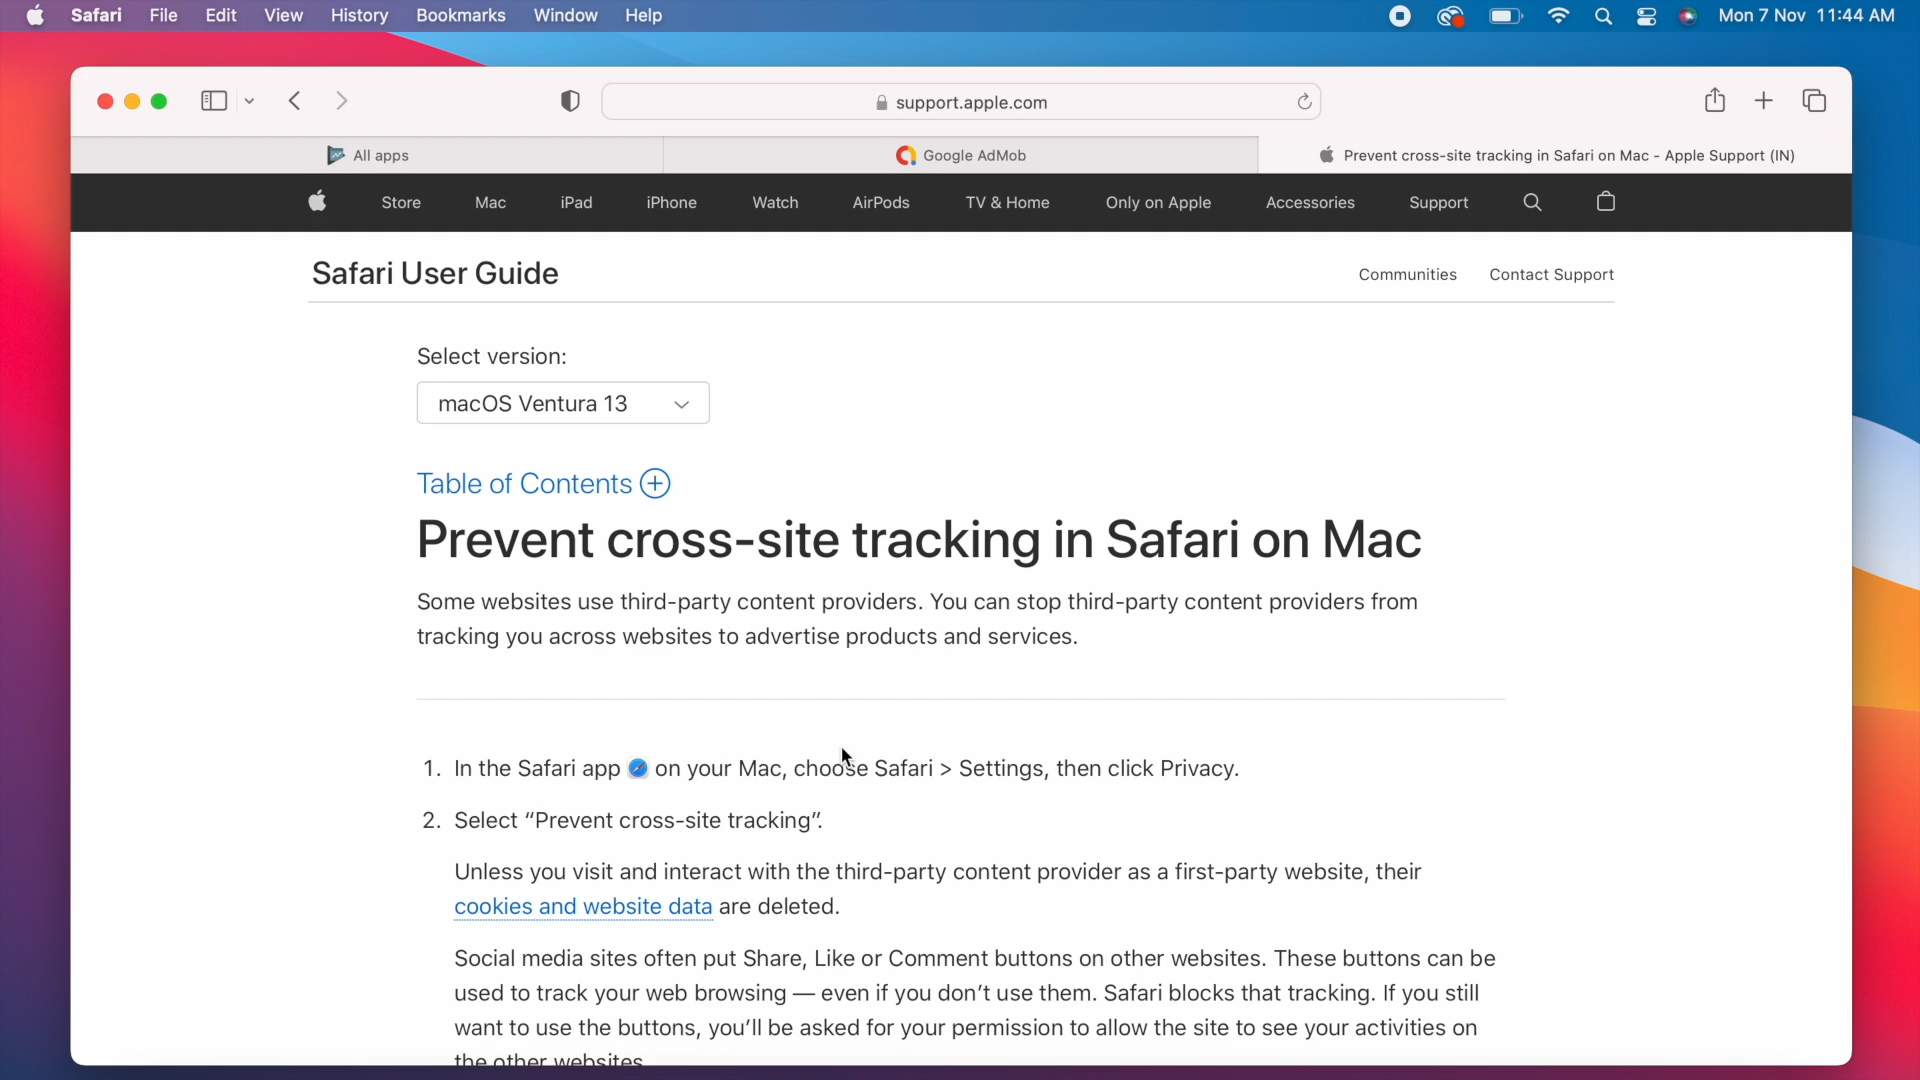 Safari File Edit View History Bookmarks Window Help Mon 7 Nov 11:44 AM
support.apple.com
All apps Google AdMob Prevent cross-site tracking in Safari on Mac - Apple Support (IN)
Store Mac iPad iPhone Watch AirPods TV & Home Only on Apple Accessories Support
Safari User Guide Communities Contact Support
Select version:
macOS Ventura 13
Table of Contents
Prevent cross-site tracking in Safari on Mac
Some websites use third-party content providers. You can stop third-party content providers from
tracking you across websites to advertise products and services.
1. In the Safari app on your Mac, choose Safari > Settings, then click Privacy.
2. Select “Prevent cross-site tracking”.
Unless you visit and interact with the third-party content provider as a first-party website, their
cookies and website data are deleted.
Social media sites often put Share, Like or Comment buttons on other websites. These buttons can be
used to track your web browsing — even if you don’t use them. Safari blocks that tracking. If you still
want to use the buttons, you’ll be asked for your permission to allow the site to see your activities on
the other websites.